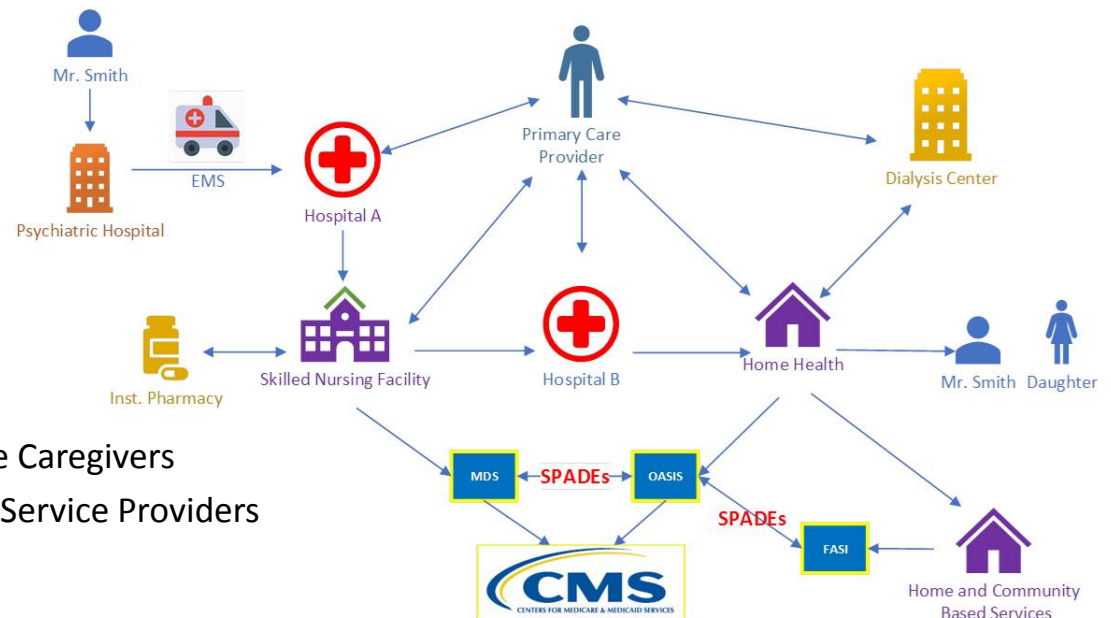 Mr. Smith
Psychiatric Hospital
EMS
Hospital A
Primary Care
Provider
Dialysis Center
Inst. Pharmacy
Skilled Nursing Facility
Hospital B
Home Health
Mr. Smith
Daughter
e Caregivers
Service Providers
MDS
SPADEs
OASIS
SPADEs
FASI
CMS
CENTERS FOR MEDICARE & MEDICAID SERVICES
Home and Community
Based Services